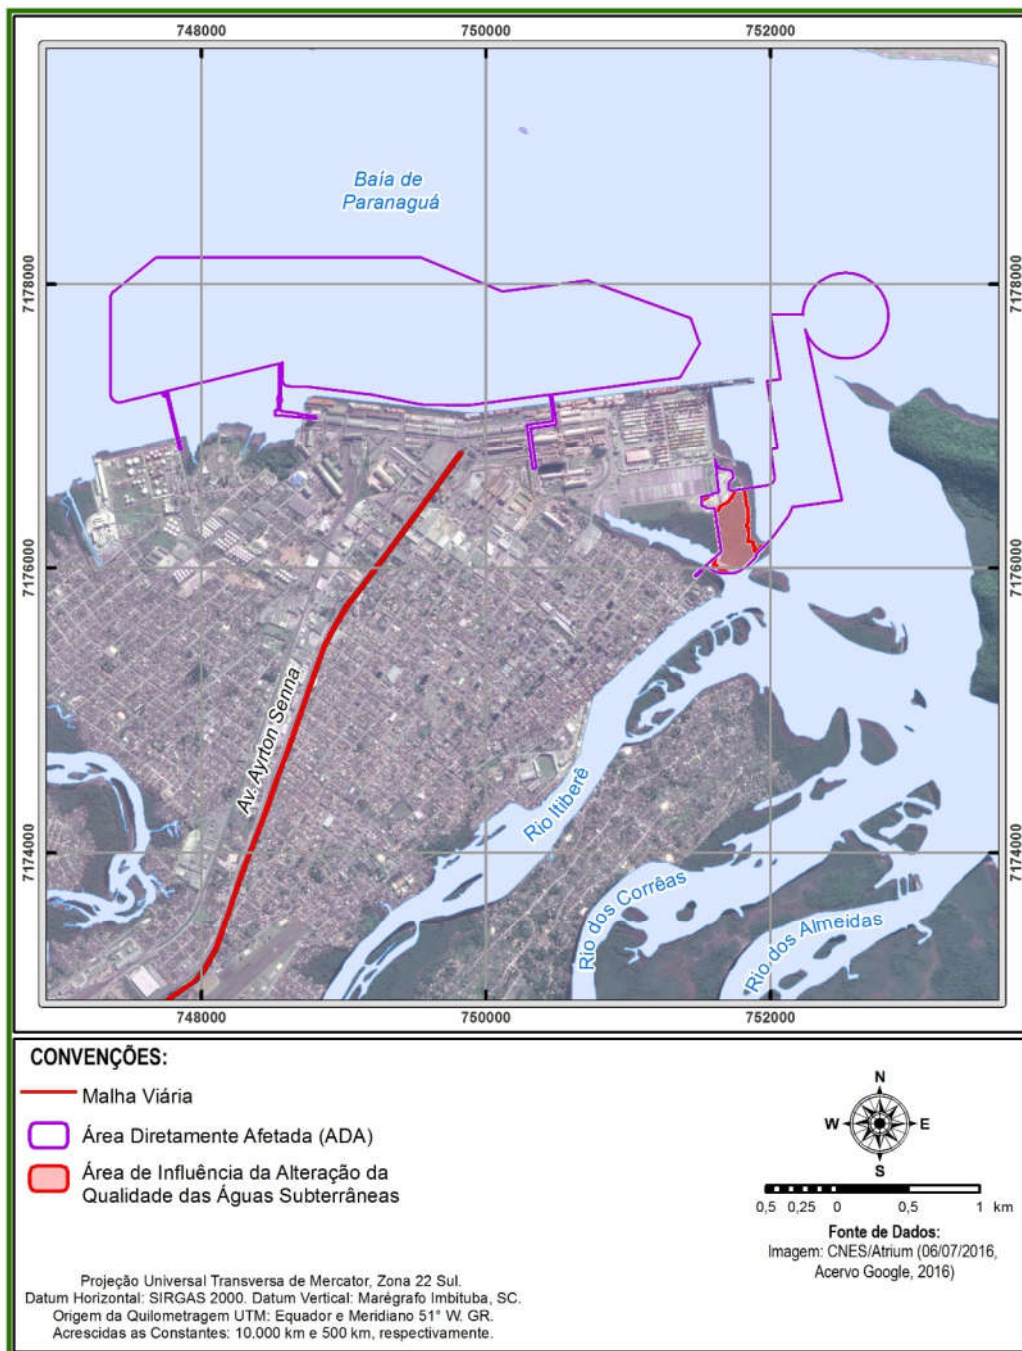 748000 750000 752000
Baía de
Paranaguá
7178000 7178000
7176000 7176000
Av. Ayrton Senna
Rio Itiberê
7174000 7174000
Rio dos Corrêas
Rio dos Almeidas
748000 750000 752000
CONVENÇÕES:
Malha Viária
Área Diretamente Afetada (ADA)
Área de Influência da Alteração da
Qualidade das Águas Subterrâneas
N
W E
S
0,5 0,25 0 0,5 1 km
Fonte de Dados:
Imagem: CNES/Atrium (06/07/2016,
Acervo Google, 2016)
Projeção Universal Transversa de Mercator, Zona 22 Sul.
Datum Horizontal: SIRGAS 2000. Datum Vertical: Marégrafo Imbituba, SC.
Origem da Quilometragem UTM: Equador e Meridiano 51° W. GR.
Acrescidas as Constantes: 10.000 km e 500 km, respectivamente.